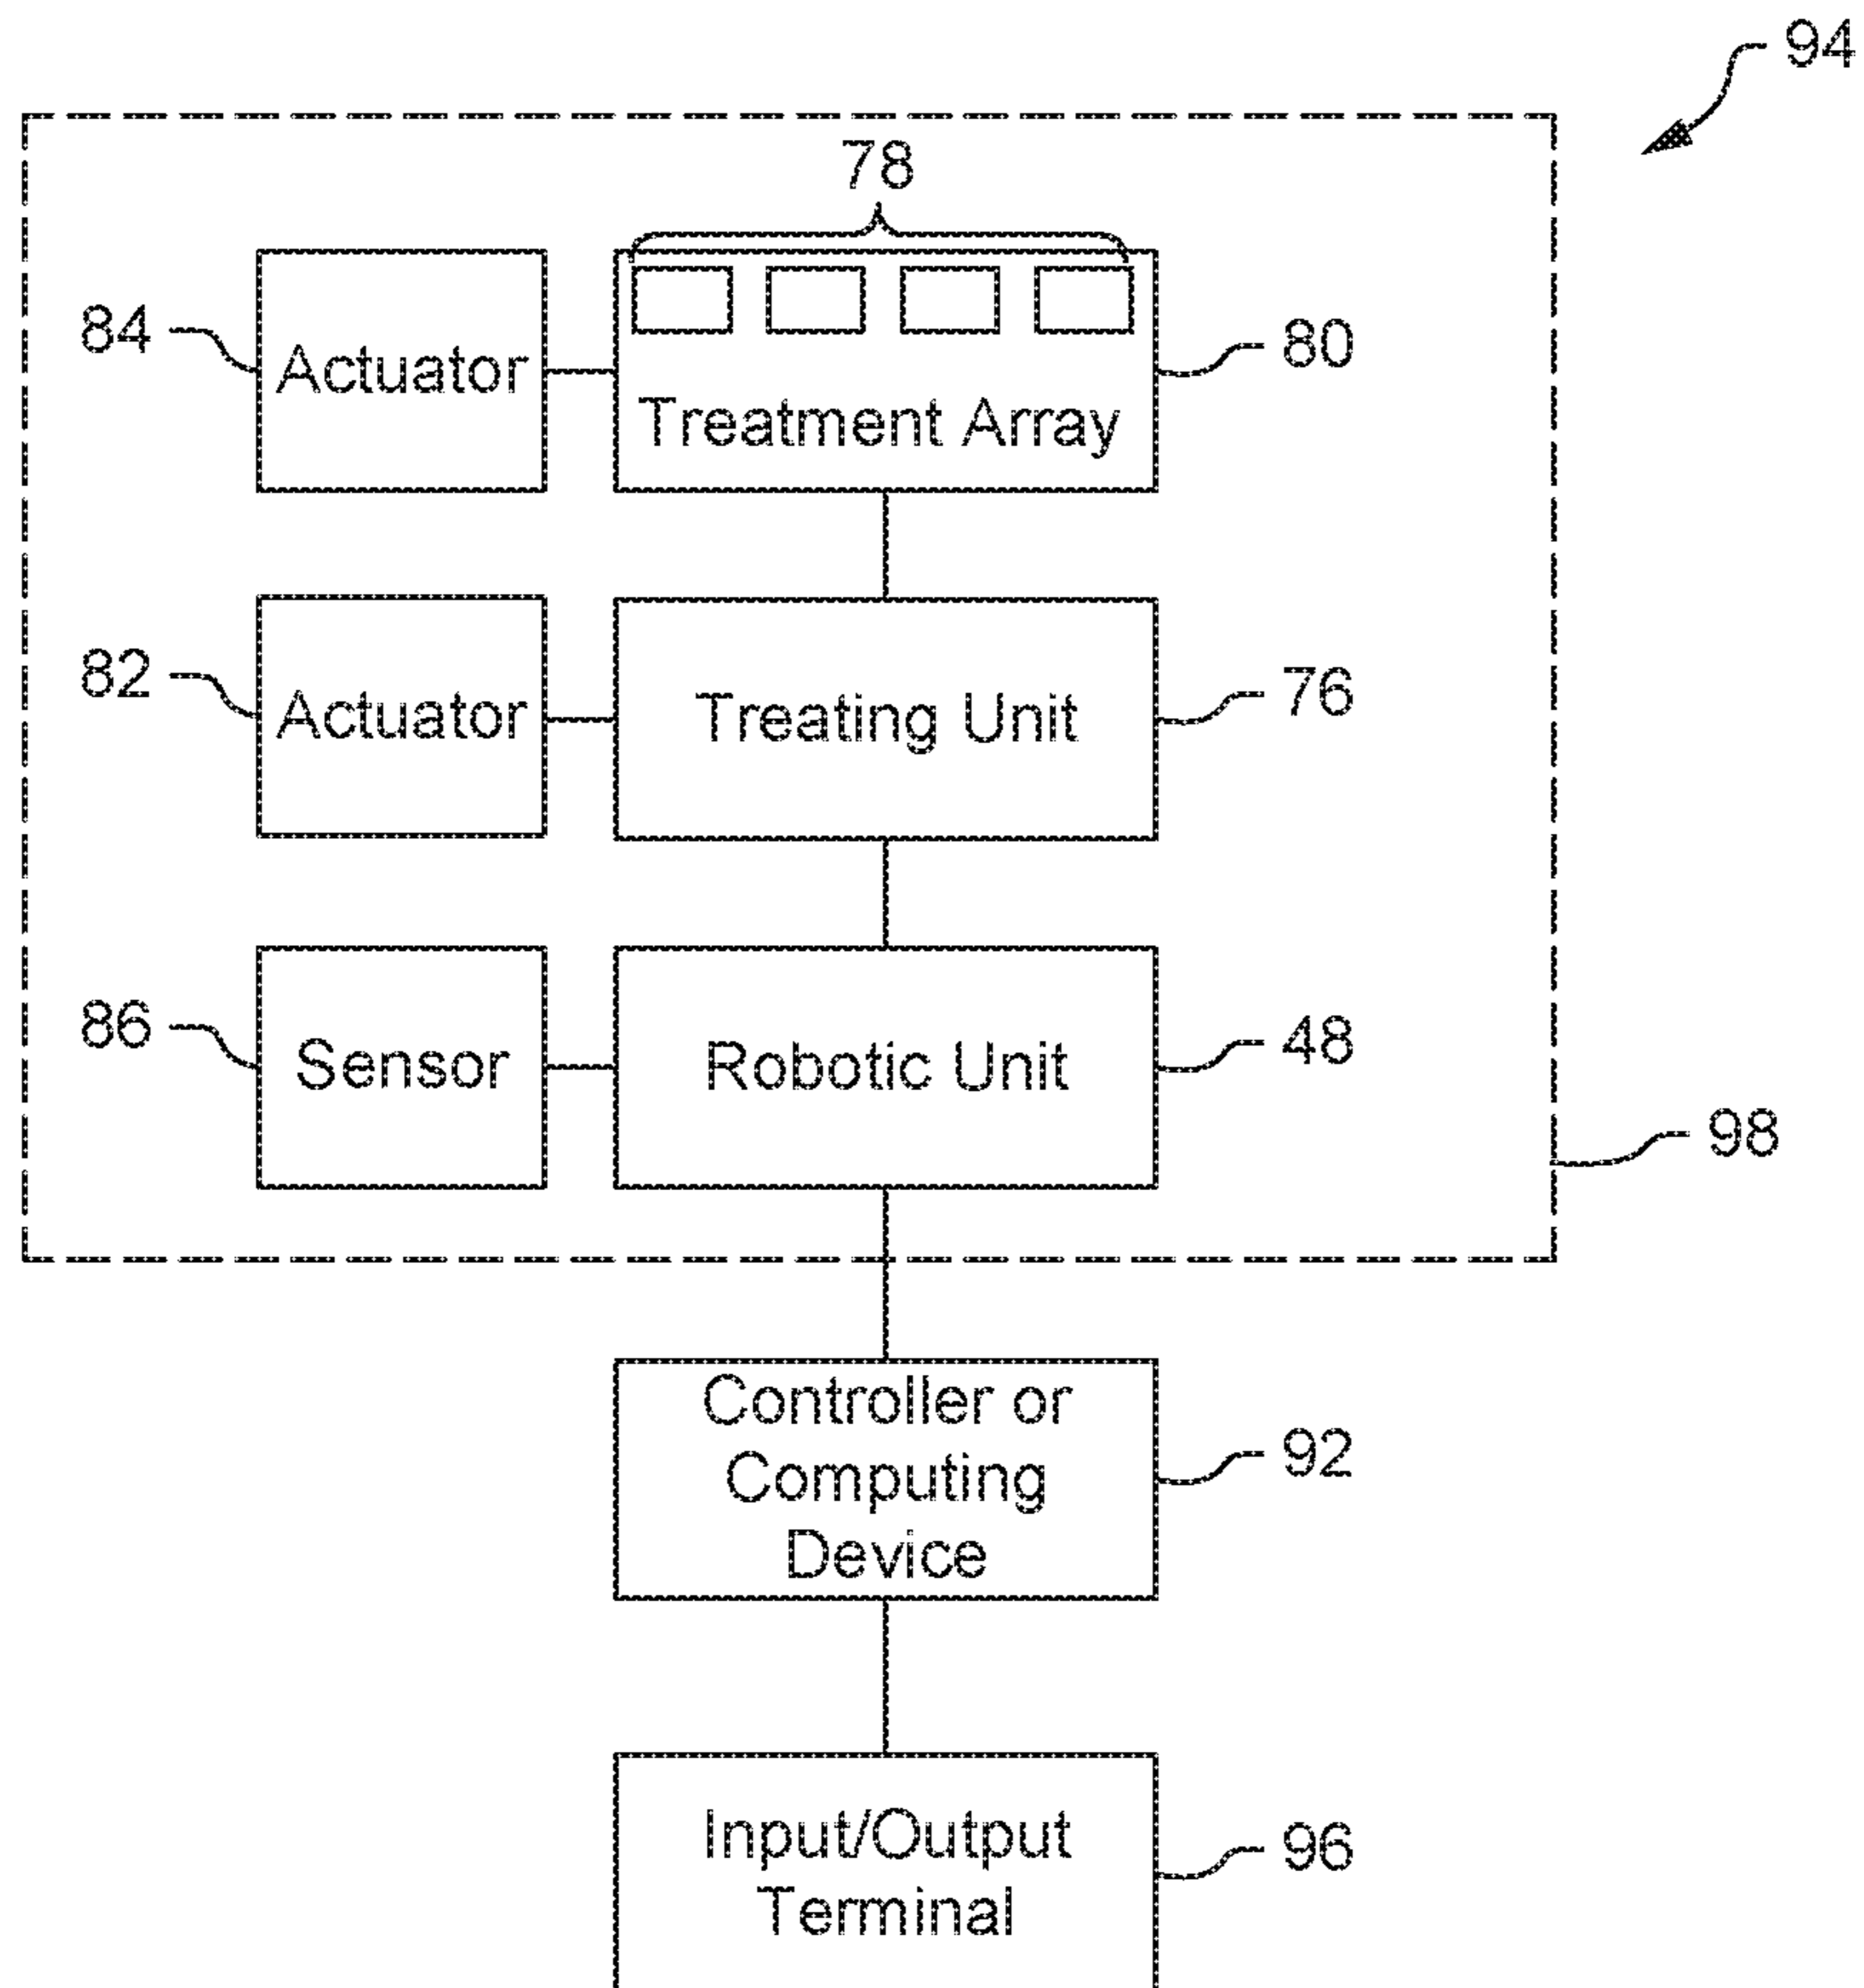 94
78
84
Actuator
Treatment Array
80
82
Actuator
Treating Unit
76
86
Sensor
Robotic Unit
48
98
Controller or
Computing
Device
92
Input/Output
Terminal
96